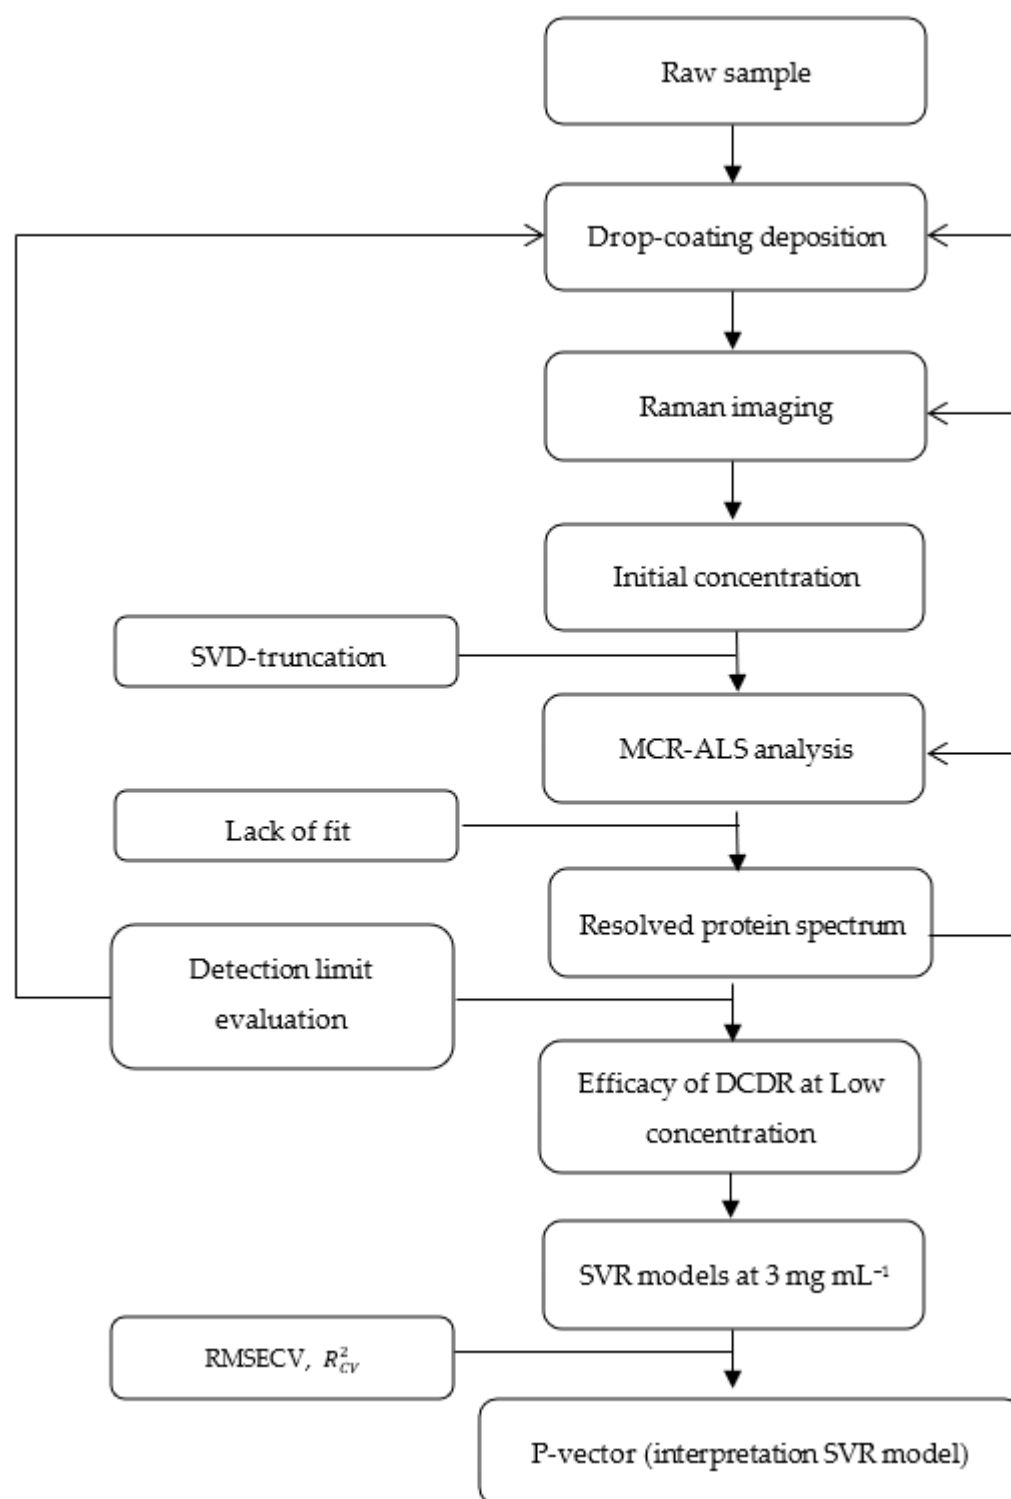 Raw sample
Drop-coating deposition
Raman imaging
Initial concentration
SVD-truncation
MCR-ALS analysis
Lack of fit
Resolved protein spectrum
Detection limit
evaluation
Efficacy of DCDR at Low
concentration
SVR models at 3 mg mL⁻¹
RMSECV, R²_CV
P-vector (interpretation SVR model)